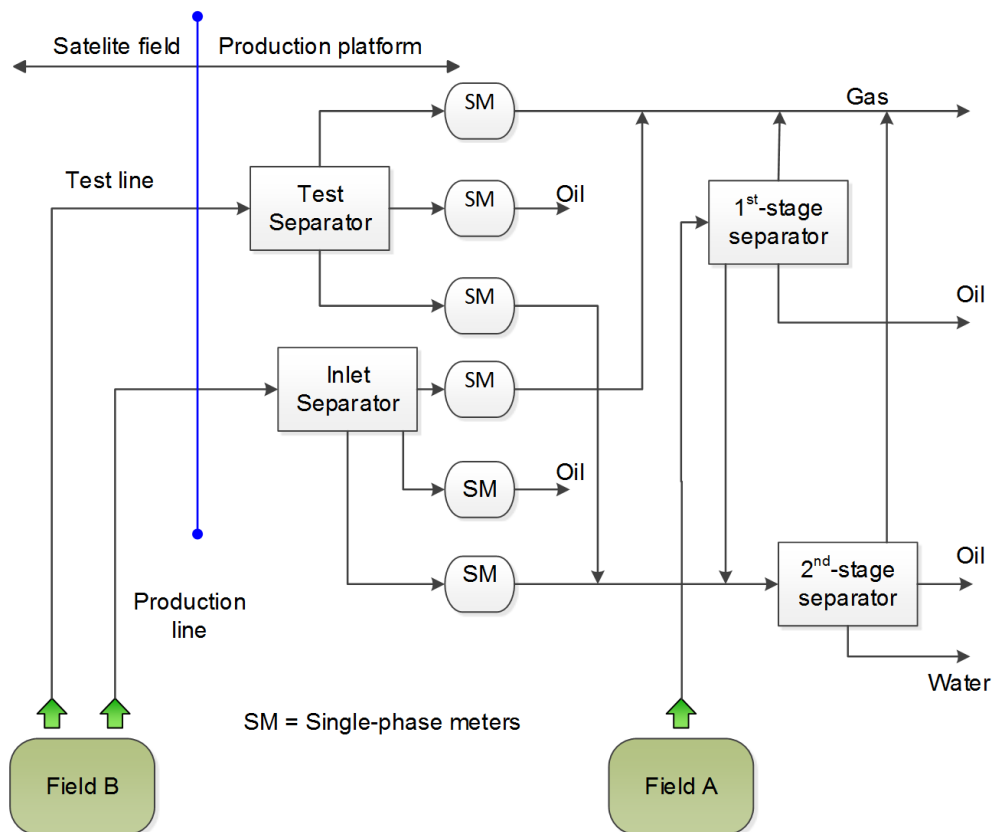 Satelite field
Production platform
SM
Gas
Test line
Test
Separator
SM
Oil
1st-stage
separator
SM
Oil
Inlet
Separator
SM
SM
Oil
SM
2nd-stage
separator
Oil
Production
line
Water
SM = Single-phase meters
Field B
Field A